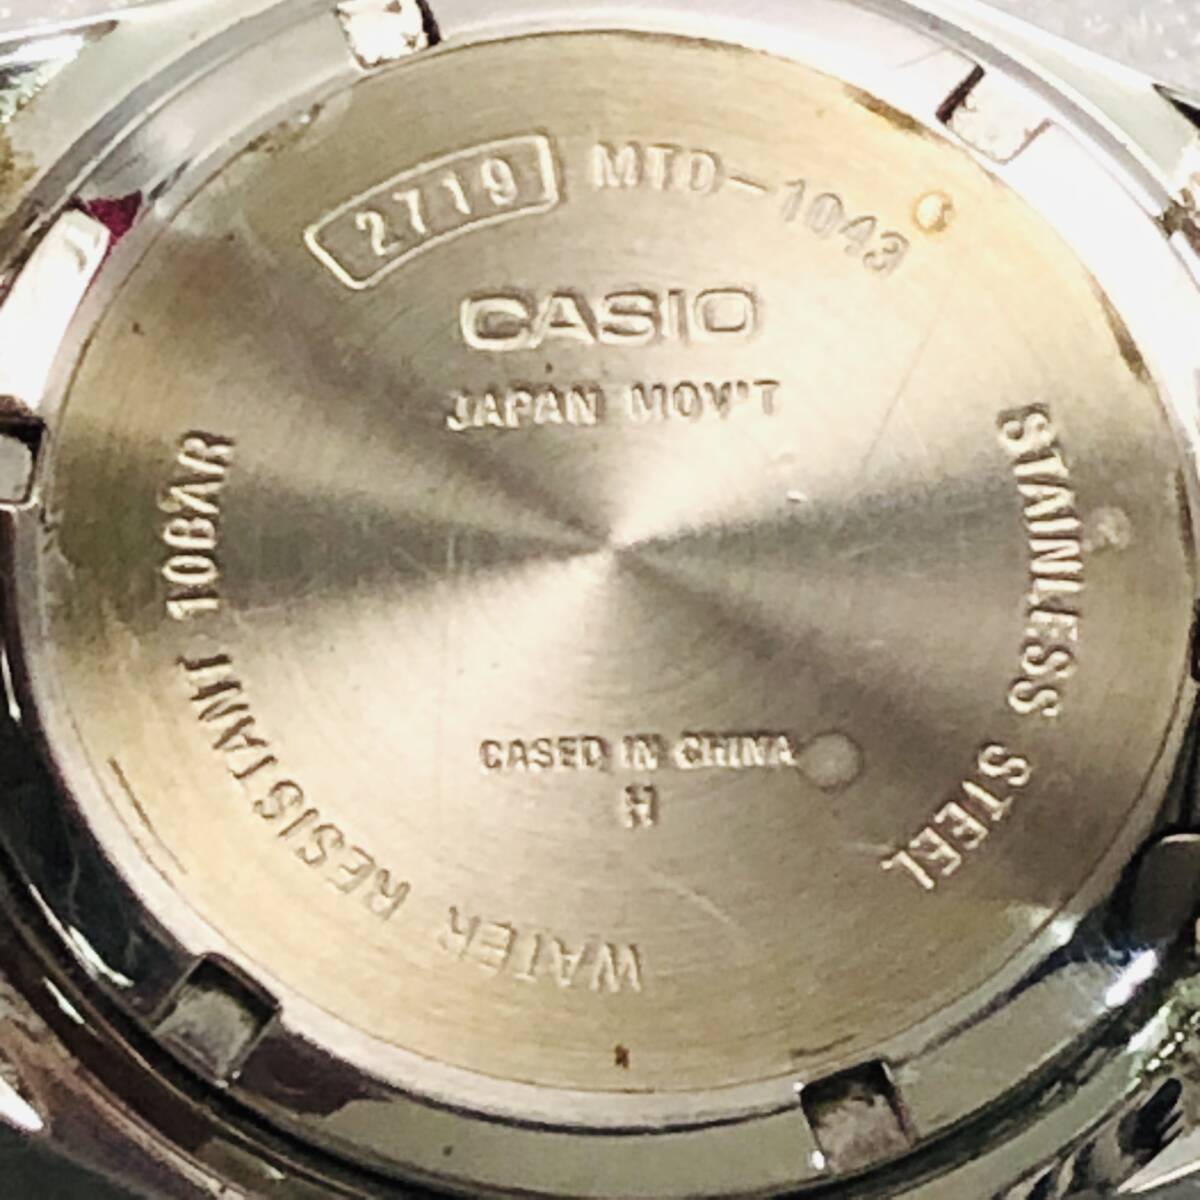 2719 MTD-1043
CASIO
JAPAN MOV'T
STAINLESS STEEL
WATER RESISTANT 10BAR
CASED IN CHINA
H